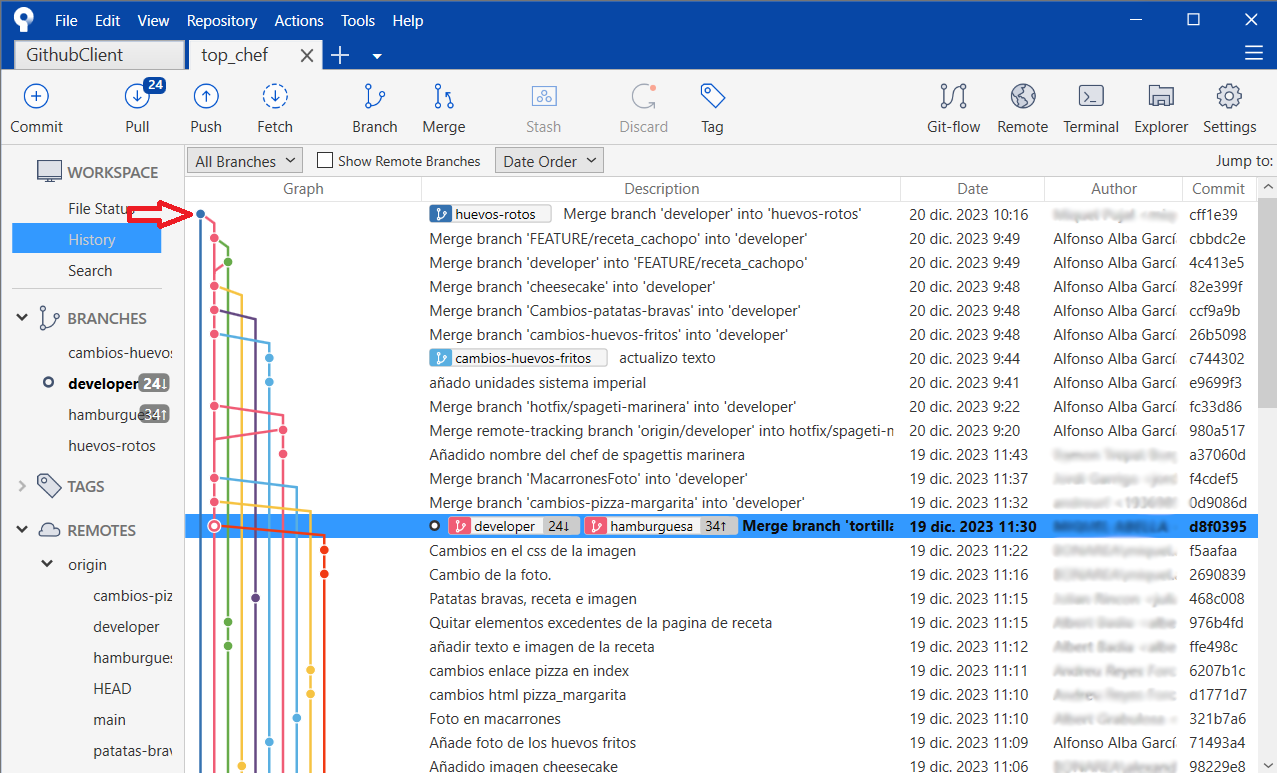 File Edit View Repository Actions Tools Help
GithubClient top_chef
24
Commit Pull Push Fetch Branch Merge Stash Discard Tag Git-flow Remote Terminal Explorer Settings
All Branches Show Remote Branches Date Order Jump to:
WORKSPACE
File Status
History
Search
BRANCHES
cambios-huevos
developer 24↓
hamburgue 34↑
huevos-rotos
TAGS
REMOTES
origin
cambios-piz
developer
hamburgues
HEAD
main
patatas-brav
Graph Description Date Author Commit
huevos-rotos Merge branch 'developer' into 'huevos-rotos' 20 dic. 2023 10:16 cff1e39
Merge branch 'FEATURE/receta_cachopo' into 'developer' 20 dic. 2023 9:49 Alfonso Alba Garcí cbbdc2e
Merge branch 'developer' into 'FEATURE/receta_cachopo' 20 dic. 2023 9:49 Alfonso Alba Garcí 4c413e5
Merge branch 'cheesecake' into 'developer' 20 dic. 2023 9:48 Alfonso Alba Garcí 82e399f
Merge branch 'Cambios-patatas-bravas' into 'developer' 20 dic. 2023 9:48 Alfonso Alba Garcí ccf9a9b
Merge branch 'cambios-huevos-fritos' into 'developer' 20 dic. 2023 9:48 Alfonso Alba Garcí 26b5098
cambios-huevos-fritos actualizo texto 20 dic. 2023 9:44 Alfonso Alba Garcí c744302
añado unidades sistema imperial 20 dic. 2023 9:41 Alfonso Alba Garcí e9699f3
Merge branch 'hotfix/spageti-marinera' into 'developer' 20 dic. 2023 9:22 Alfonso Alba Garcí fc33d86
Merge remote-tracking branch 'origin/developer' into hotfix/spageti-n 20 dic. 2023 9:20 Alfonso Alba Garcí 980a517
Añadido nombre del chef de spagettis marinera 19 dic. 2023 11:43 a37060d
Merge branch 'MacarronesFoto' into 'developer' 19 dic. 2023 11:37 f4cdef5
Merge branch 'cambios-pizza-margarita' into 'developer' 19 dic. 2023 11:32 0d9086d
developer 24↓ hamburguesa 34↑ Merge branch 'tortilla 19 dic. 2023 11:30 d8f0395
Cambios en el css de la imagen 19 dic. 2023 11:22 f5aafaa
Cambio de la foto. 19 dic. 2023 11:16 2690839
Patatas bravas, receta e imagen 19 dic. 2023 11:15 468c008
Quitar elementos excedentes de la pagina de receta 19 dic. 2023 11:15 976b4fd
añadir texto e imagen de la receta 19 dic. 2023 11:12 ffe498c
cambios enlace pizza en index 19 dic. 2023 11:11 6207b1c
cambios html pizza_margarita 19 dic. 2023 11:10 d1771d7
Foto en macarrones 19 dic. 2023 11:10 321b7a6
Añade foto de los huevos fritos 19 dic. 2023 11:09 Alfonso Alba Garcí 71493a4
Añadido imagen cheesecake 19 dic. 2023 11:06 98229e8